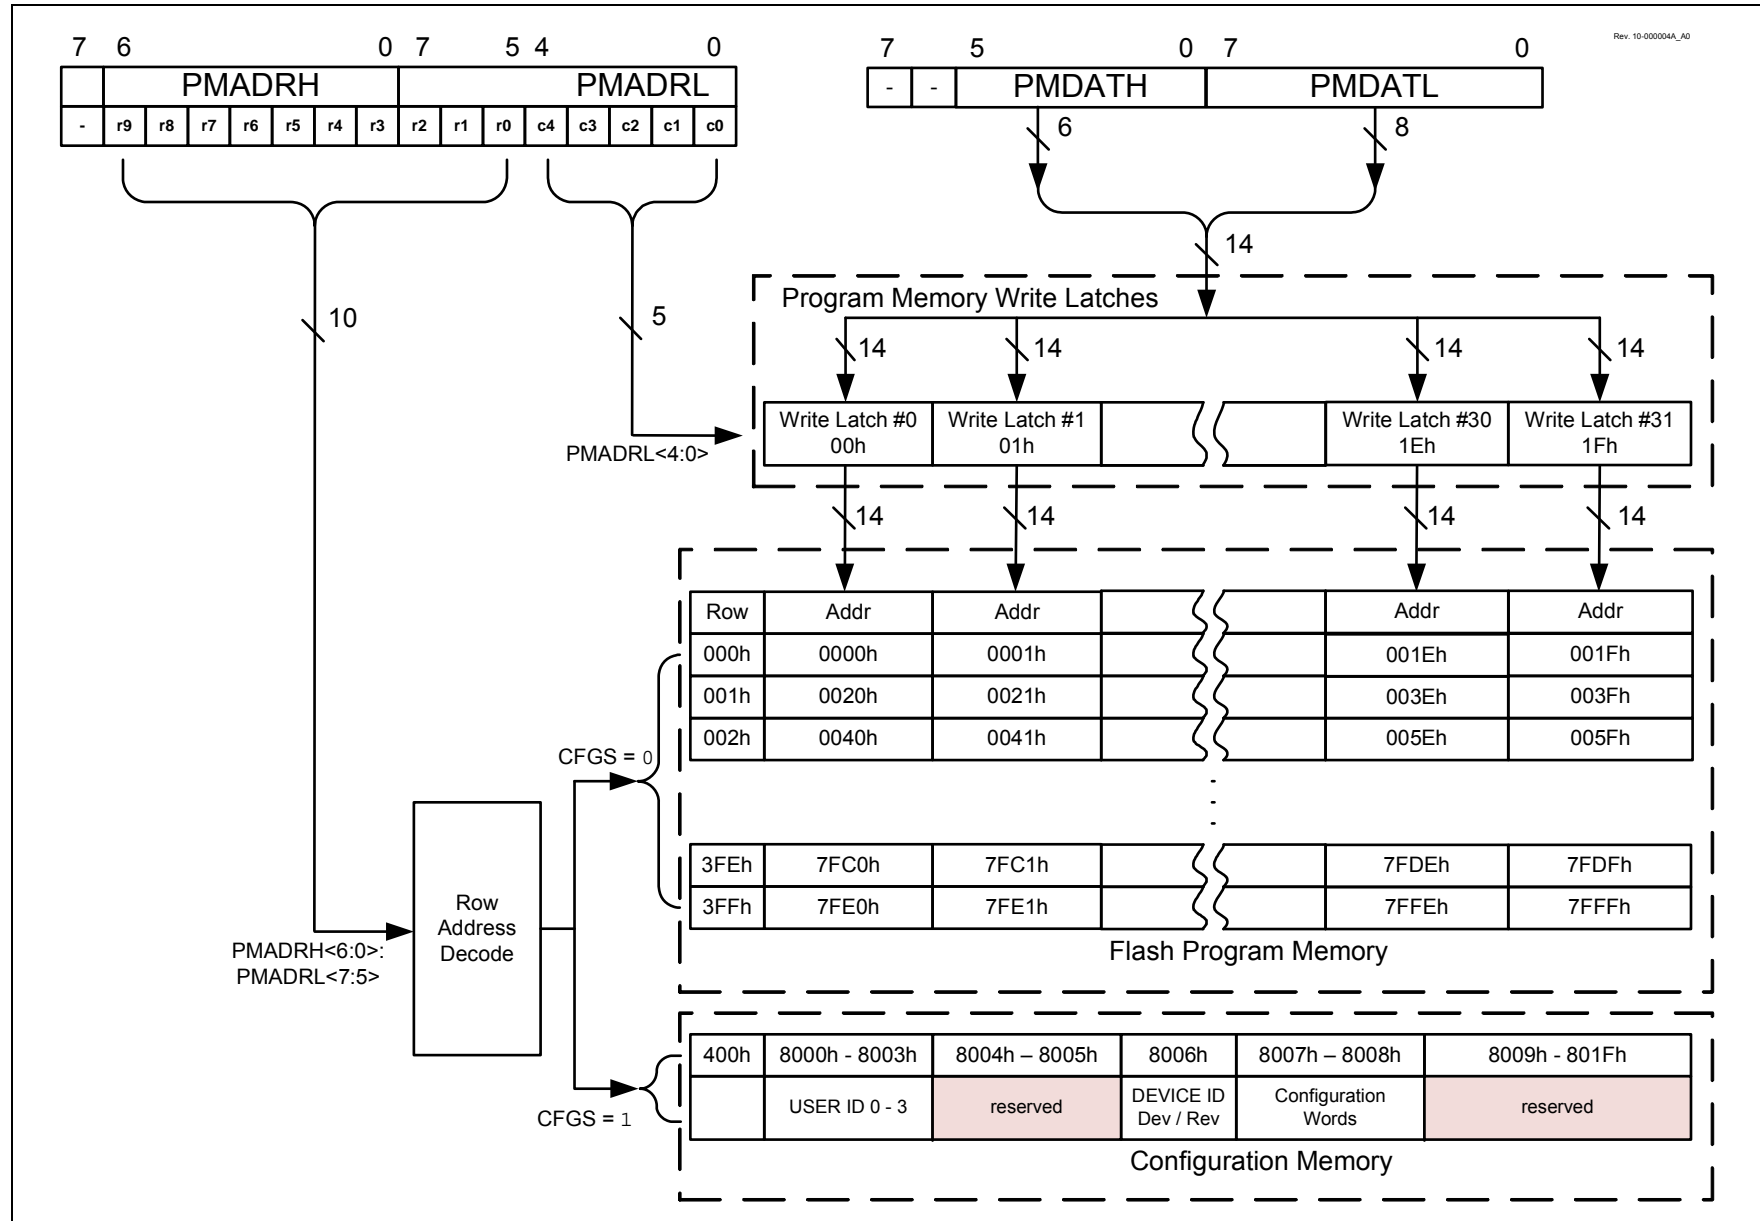 7 6 0 7 5 4 0
7 5 0 7 0
Rev. 10-000004A_A0
PMADRH PMADRL
- - PMDATH PMDATL
- r9 r8 r7 r6 r5 r4 r3 r2 r1 r0 c4 c3 c2 c1 c0
6 8
14
Program Memory Write Latches
10 5
14 14 14 14
Write Latch #0 Write Latch #1 Write Latch #30 Write Latch #31
00h 01h 1Eh 1Fh
PMADRL<4:0>
14 14 14 14
Row Addr Addr Addr Addr
000h 0000h 0001h 001Eh 001Fh
001h 0020h 0021h 003Eh 003Fh
002h 0040h 0041h 005Eh 005Fh
CFGS = 0
3FEh 7FC0h 7FC1h 7FDEh 7FDFh
3FFh 7FE0h 7FE1h 7FFEh 7FFFh
Row
Address
Decode
PMADRH<6:0>:
PMADRL<7:5>
Flash Program Memory
400h 8000h - 8003h 8004h – 8005h 8006h 8007h – 8008h 8009h - 801Fh
USER ID 0 - 3 reserved DEVICE ID Configuration reserved
Dev / Rev Words
CFGS = 1
Configuration Memory